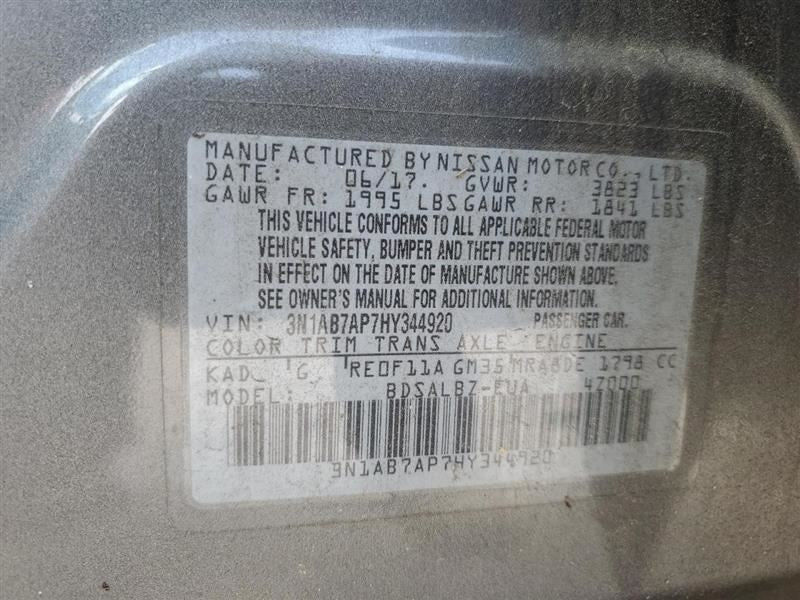 MANUFACTURED BY NISSAN MOTOR CO., LTD.
DATE: 06/17. GVWR: 3823 LBS
GAWR FR: 1995 LBS GAWR RR: 1841 LBS
THIS VEHICLE CONFORMS TO ALL APPLICABLE FEDERAL MOTOR
VEHICLE SAFETY, BUMPER AND THEFT PREVENTION STANDARDS
IN EFFECT ON THE DATE OF MANUFACTURE SHOWN ABOVE.
SEE OWNER'S MANUAL FOR ADDITIONAL INFORMATION.
VIN: 3N1AB7AP7HY344920 PASSENGER CAR.
COLOR TRIM TRANS AXLE ENGINE
KAD G RE0F11A GM35 MRA8DE 1798 CC
MODEL: BDSALBZ-EUA 47000
3N1AB7AP7HY344920